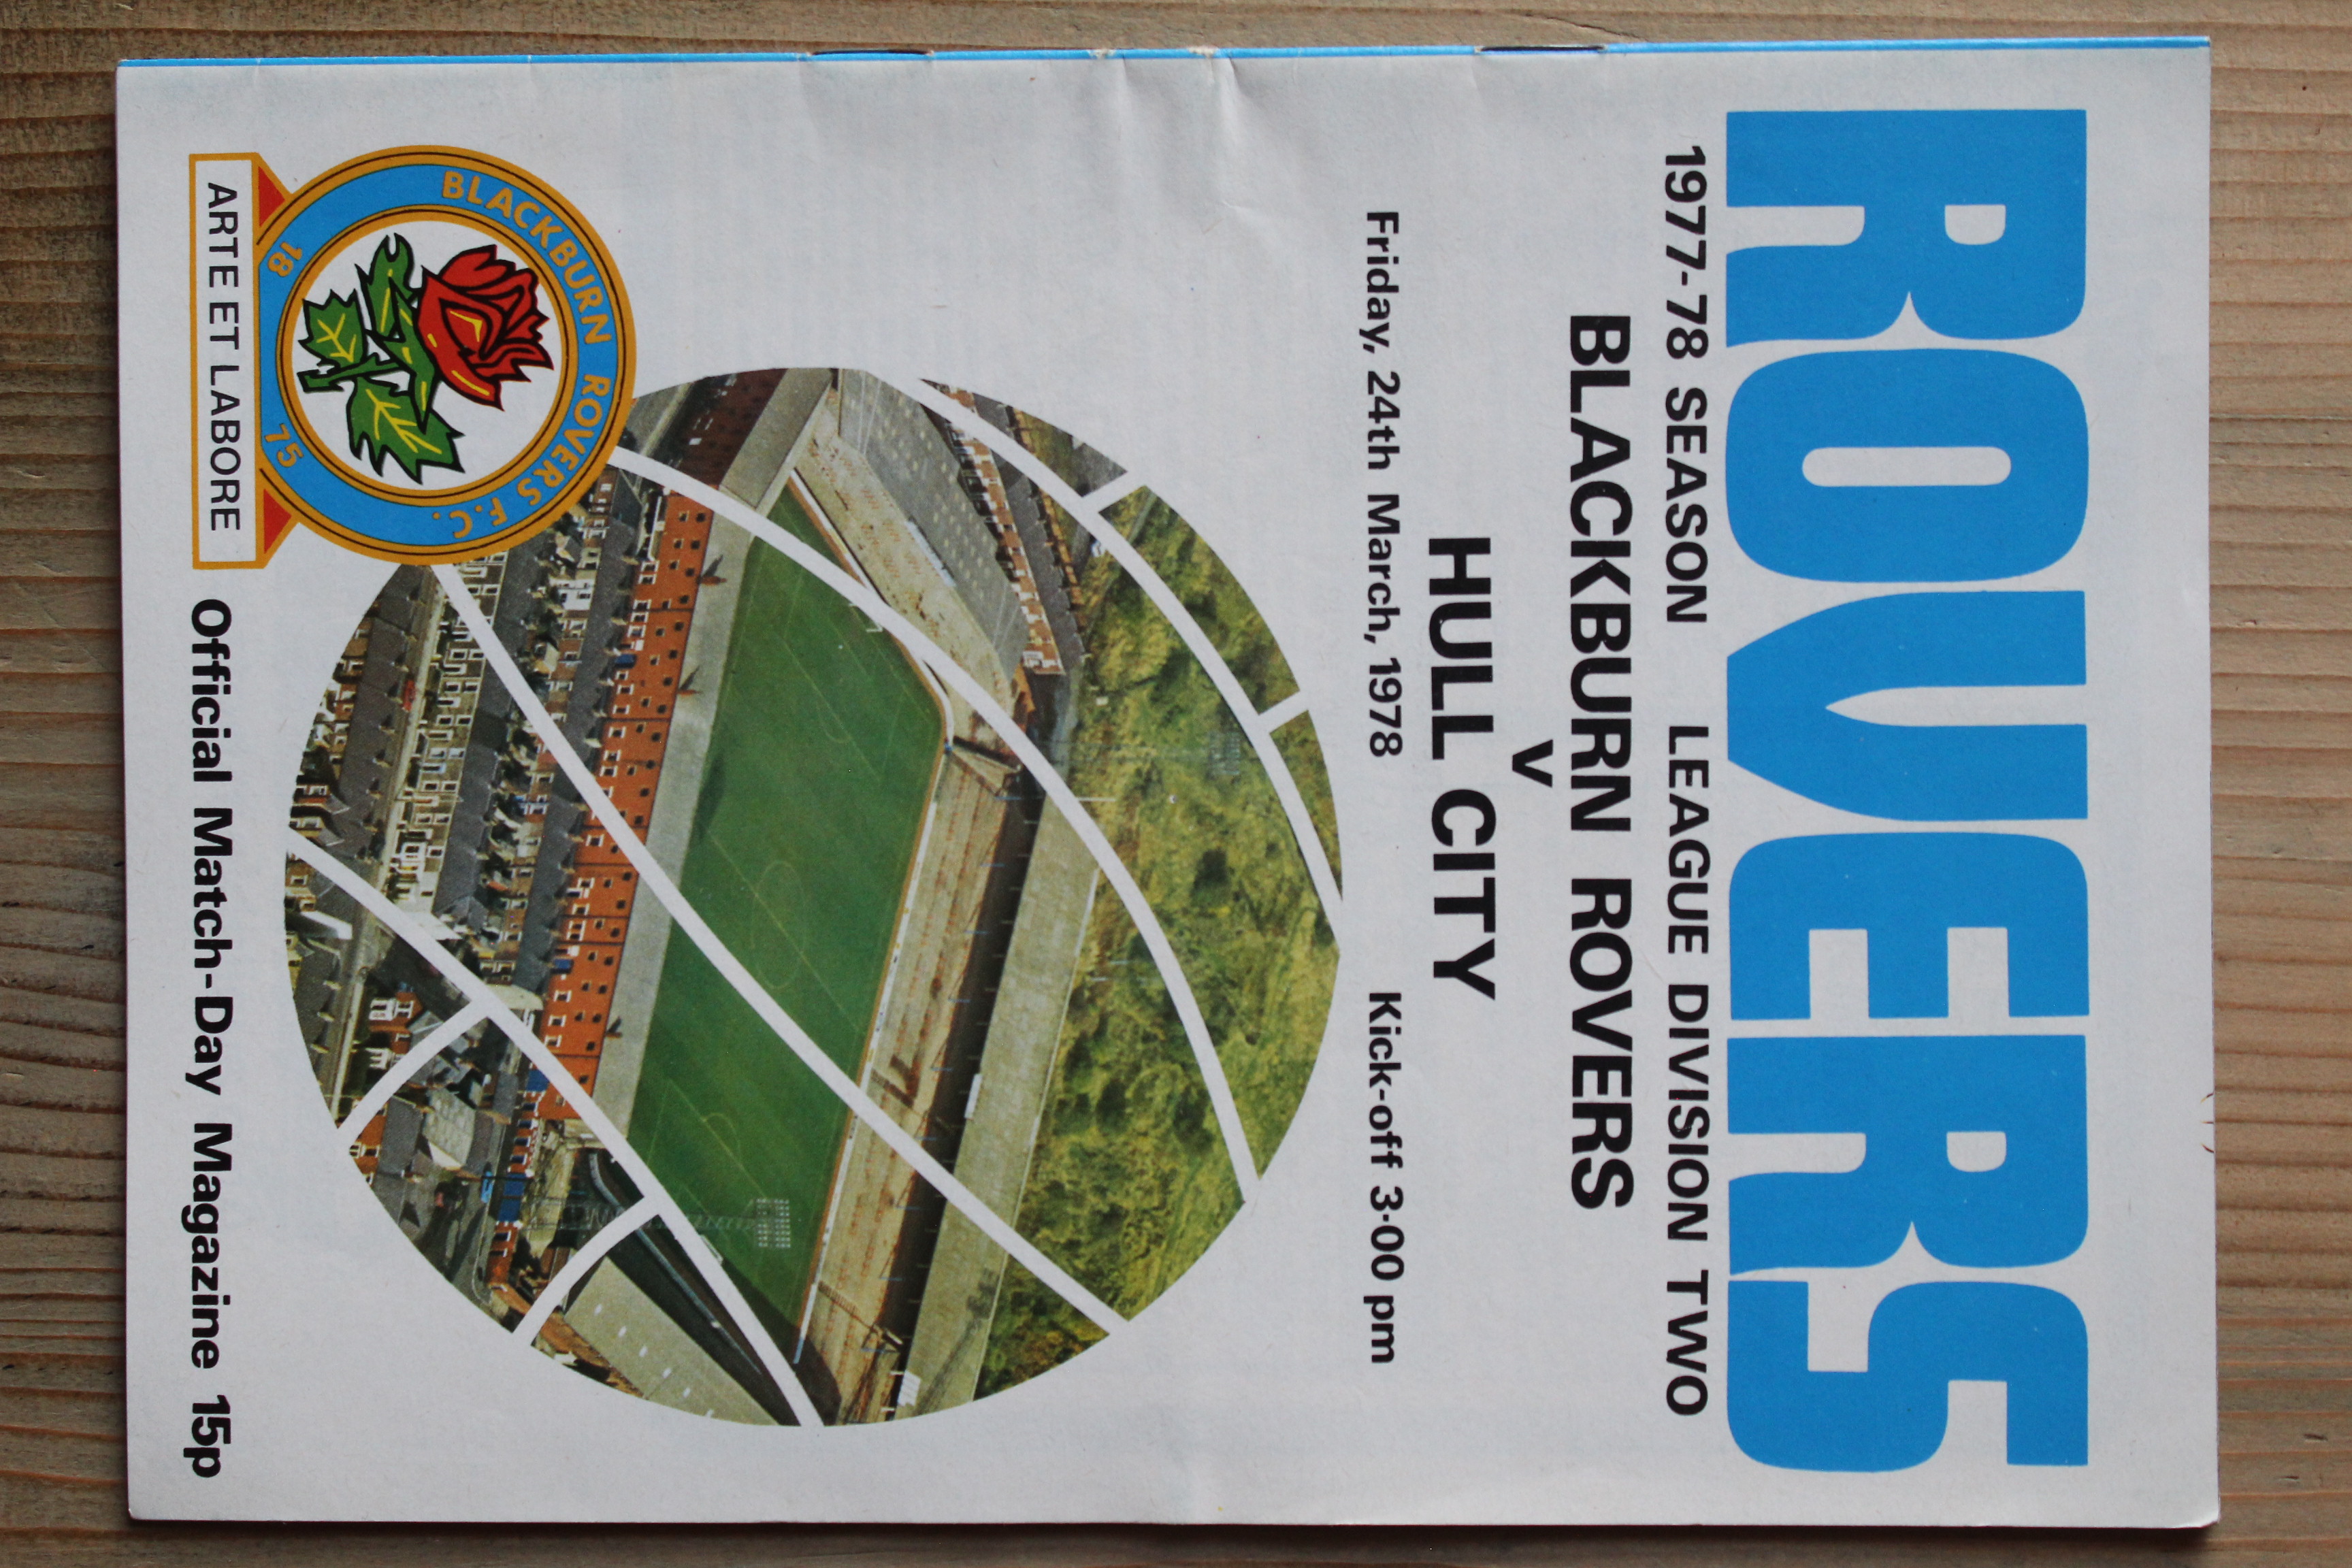 ROVERS
1977-78 SEASON LEAGUE DIVISION TWO
BLACKBURN ROVERS
v
HULL CITY
Friday, 24th March, 1978 Kick-off 3·00 pm
BLACKBURN ROVERS F.C.
18 75
ARTE ET LABORE
Official Match-Day Magazine 15p